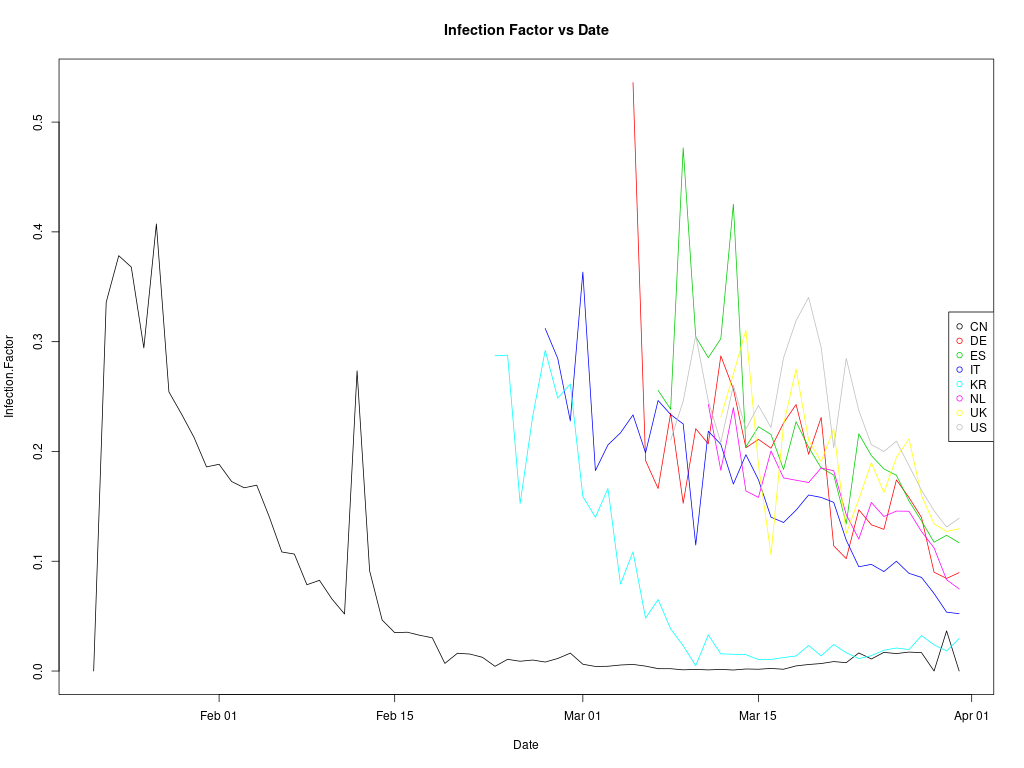 Infection Factor vs Date
Infection.Factor
0.5
0.4
0.3
0.2
0.1
0.0
CN
DE
ES
IT
KR
NL
UK
US
Feb 01 Feb 15 Mar 01 Mar 15 Apr 01
Date